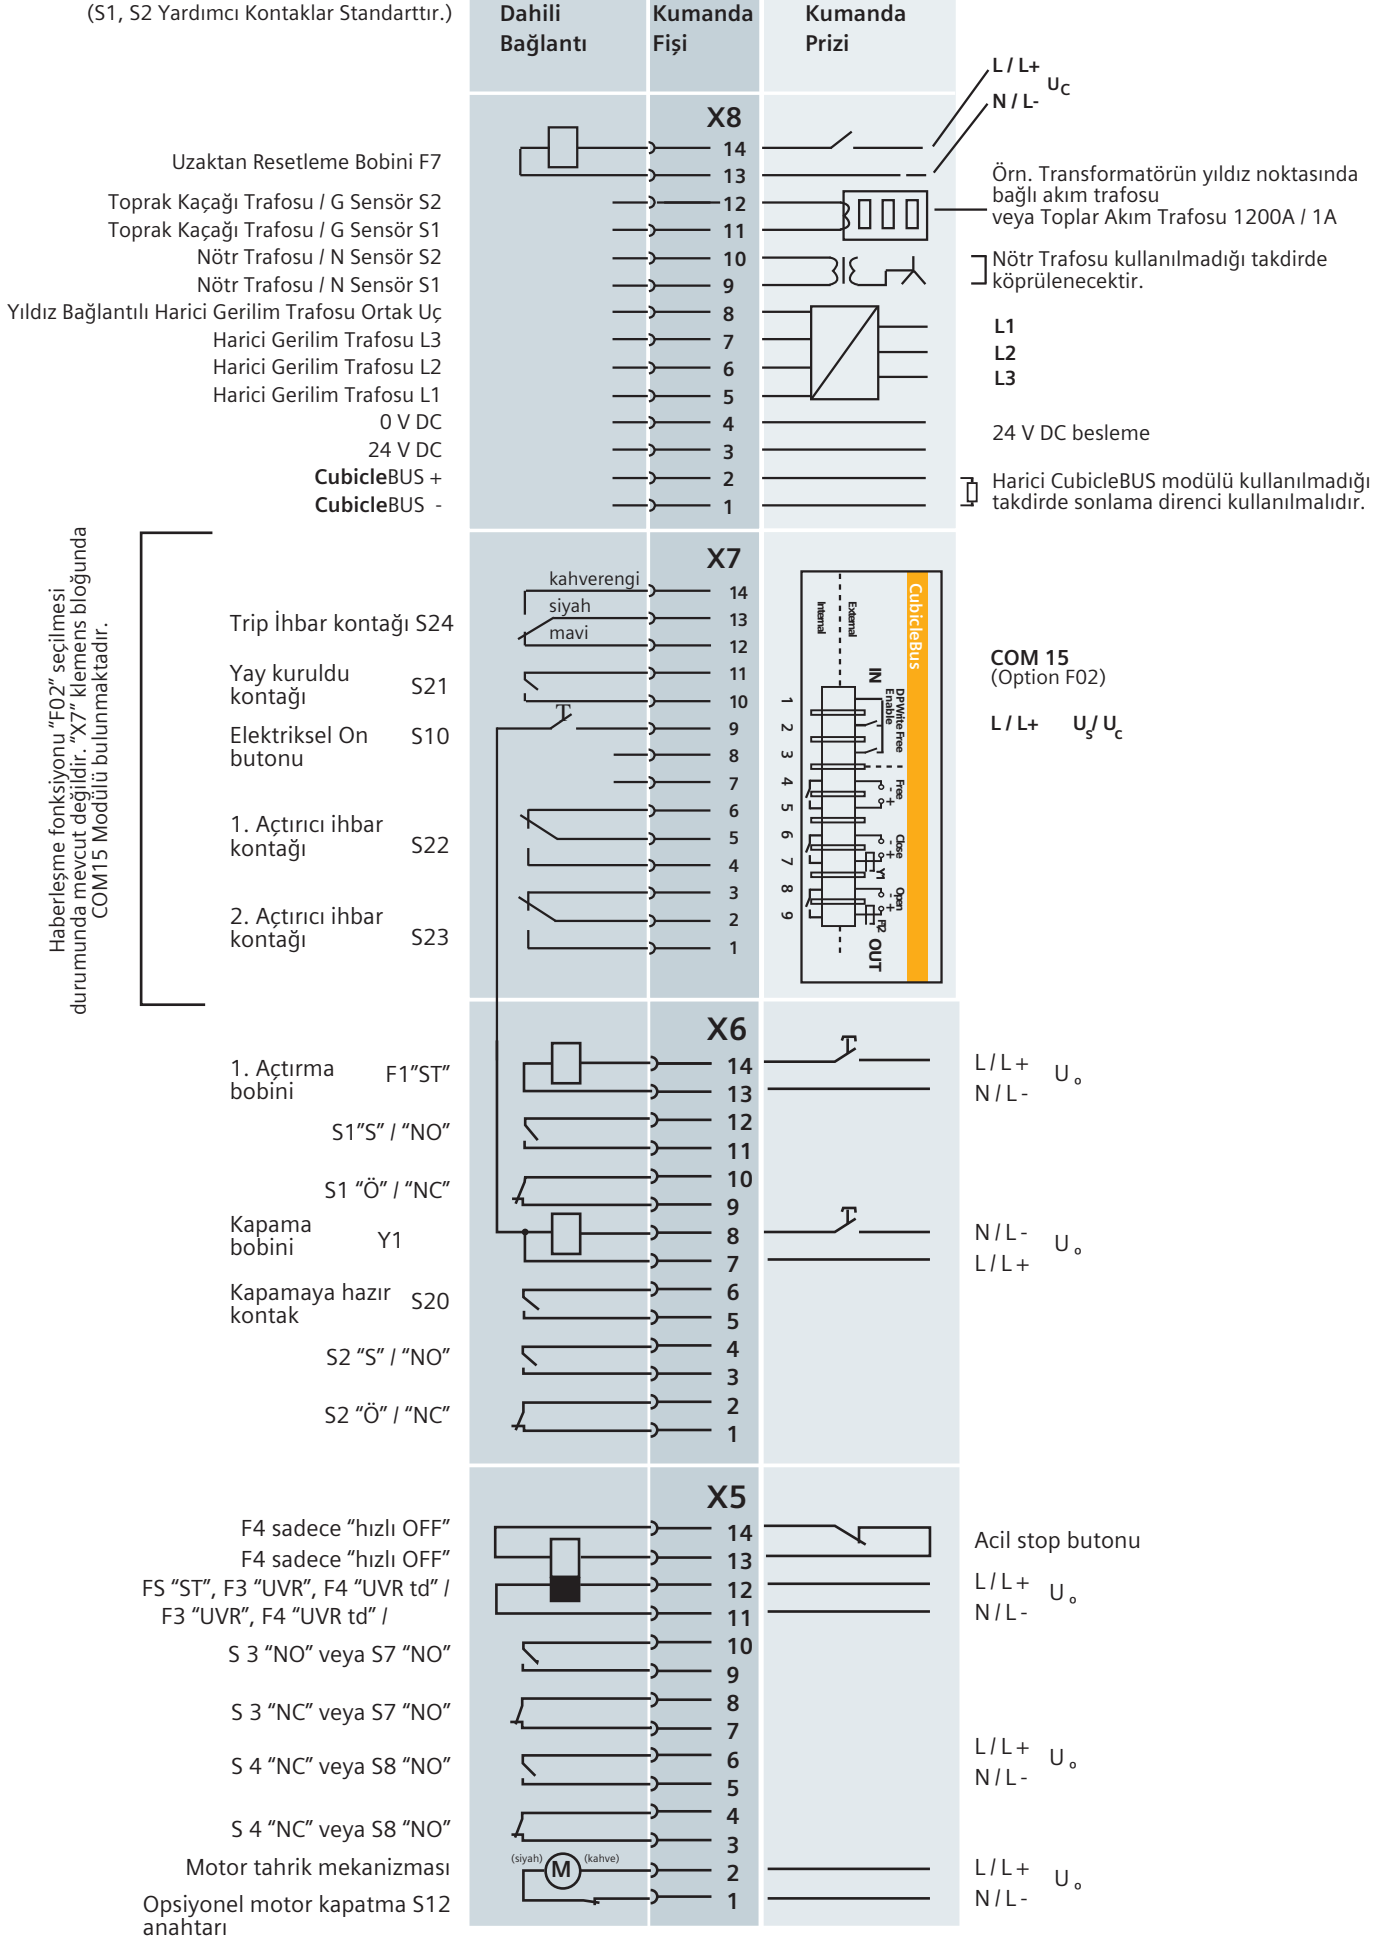 (S1, S2 Yardımcı Kontaklar Standarttır.)
Dahili
Bağlantı
Kumanda
Fişi
Kumanda
Prizi
L / L+
N / L-
UC
X8
Uzaktan Resetleme Bobini F7
14
13
Toprak Kaçağı Trafosu / G Sensör S2
12
Toprak Kaçağı Trafosu / G Sensör S1
11
Örn. Transformatörün yıldız noktasında
bağlı akım trafosu
veya Toplar Akım Trafosu 1200A / 1A
Nötr Trafosu / N Sensör S2
10
Nötr Trafosu / N Sensör S1
9
Nötr Trafosu kullanılmadığı takdirde
köprülenecektir.
Yıldız Bağlantılı Harici Gerilim Trafosu Ortak Uç
8
Harici Gerilim Trafosu L3
7
Harici Gerilim Trafosu L2
6
Harici Gerilim Trafosu L1
5
L1
L2
L3
0 V DC
4
24 V DC
3
24 V DC besleme
CubicleBUS +
2
CubicleBUS -
1
Harici CubicleBUS modülü kullanılmadığı
takdirde sonlama direnci kullanılmalıdır.
Haberleşme fonksiyonu “F02” seçilmesi
durumunda mevcut değildir. “X7” klemens bloğunda
COM15 Modülü bulunmaktadır.
X7
Trip İhbar kontağı S24
kahverengi
14
siyah
13
mavi
12
Yay kuruldu
kontağı
S21
11
10
Elektriksel On
butonu
S10
T
9
8
7
1. Açtırıcı ihbar
kontağı
S22
6
5
4
2. Açtırıcı ihbar
kontağı
S23
3
2
1
CubicleBus
Internal
External
IN
DPWrite Free
Enable
1
2
3
4
5
6
7
8
9
Free
- +
Close
- +
Y1
Open
- +
F2
OUT
COM 15
(Option F02)
L / L+ Us/ Uc
X6
1. Açtırma
bobini
F1”ST”
14
13
L / L+
N / L-
Uo
S1”S” / “NO”
12
11
S1 “Ö” / “NC”
10
9
Kapama
bobini
Y1
8
7
N / L-
L / L+
Uo
Kapamaya hazır
kontak
S20
6
5
S2 “S” / “NO”
4
3
S2 “Ö” / “NC”
2
1
X5
F4 sadece “hızlı OFF”
14
F4 sadece “hızlı OFF”
13
Acil stop butonu
FS “ST”, F3 “UVR”, F4 “UVR td” /
12
F3 “UVR”, F4 “UVR td” /
11
L / L+
N / L-
Uo
S 3 “NO” veya S7 “NO”
10
9
S 3 “NC” veya S7 “NO”
8
7
S 4 “NC” veya S8 “NO”
6
5
L / L+
N / L-
Uo
S 4 “NC” veya S8 “NO”
4
3
Motor tahrik mekanizması
(siyah)
M
(kahve)
2
Opsiyonel motor kapatma S12
anahtarı
1
L / L+
N / L-
Uo